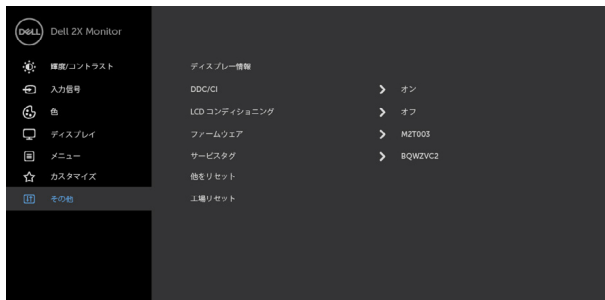 DELL Dell 2X Monitor
輝度/コントラスト
入力信号
色
ディスプレイ
メニュー
カスタマイズ
その他
ディスプレー情報
DDC/CI オン
LCD コンディショニング オフ
ファームウェア M2T003
サービスタグ BQWZVC2
他をリセット
工場リセット